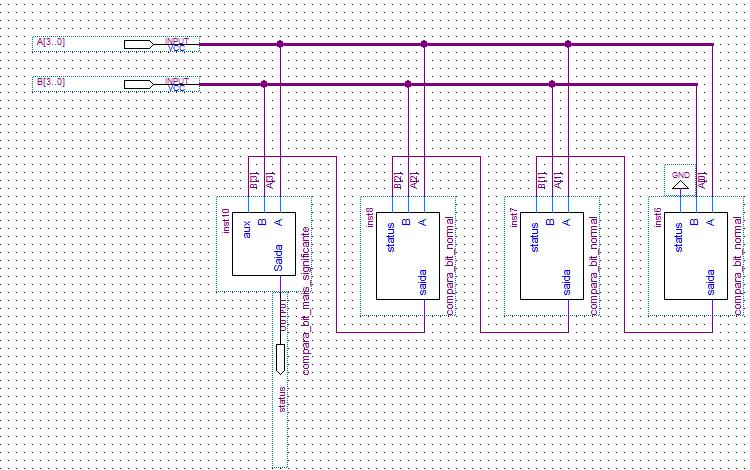 A[3..0]
INPUT
VCC
B[3..0]
INPUT
VCC
B[3]
A[3]
B[2]
A[2]
B[1]
A[1]
GND
A[0]
inst10
aux
B
A
Saida
compara_bit_mais_significante
inst8
status
B
A
saida
compara_bit_normal
inst7
status
B
A
saida
compara_bit_normal
inst6
status
B
A
saida
compara_bit_normal
OUTPUT
status